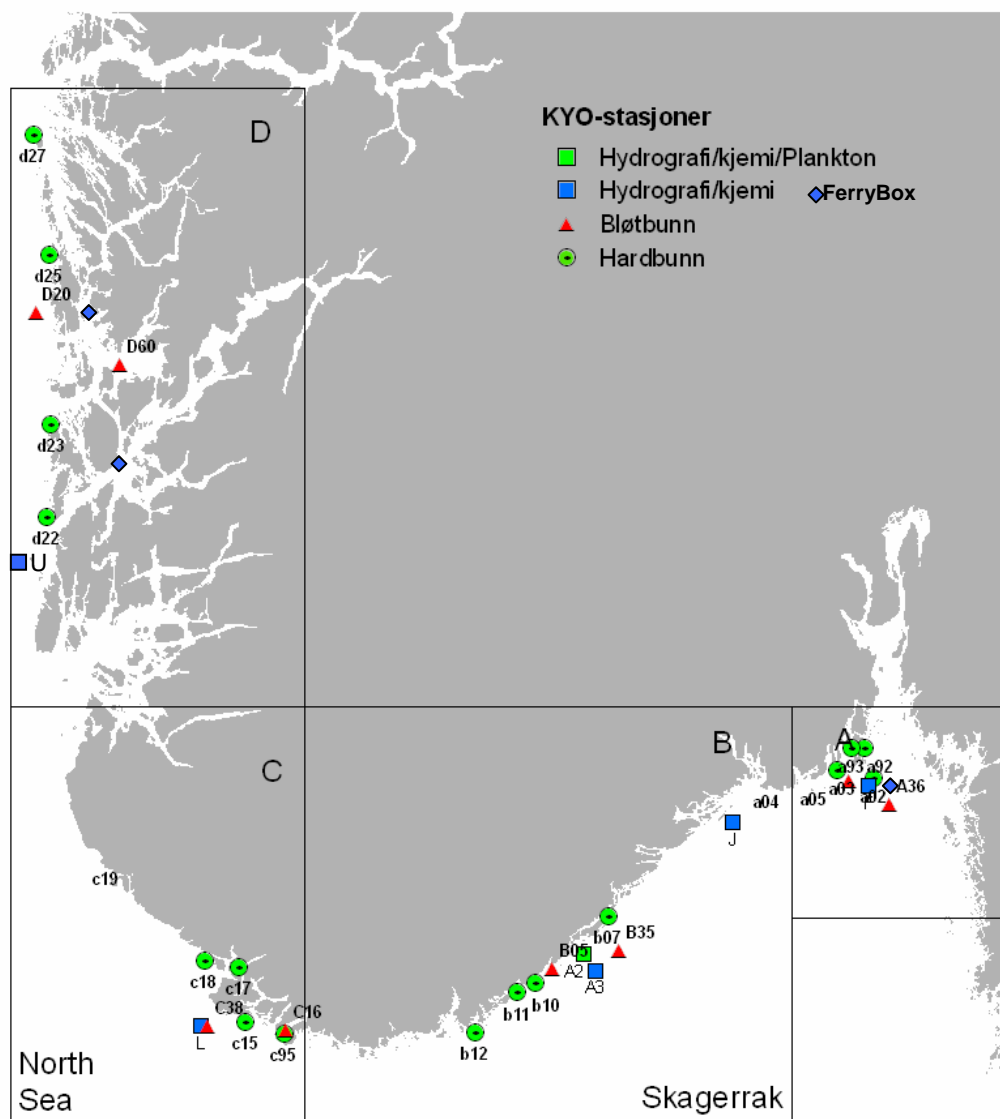 D
KYO-stasjoner
d27
Hydrografi/kjemi/Plankton
Hydrografi/kjemi
FerryBox
Bløtbunn
Hardbunn
d25
D20
D60
d23
d22
U
A
B
C
a93
a92
a03
a02
A36
a05
a04
J
c19
b07
B35
B05
A2
A3
c18
c17
b10
b11
C38
C16
L
c15
c95
b12
North
Sea
Skagerrak